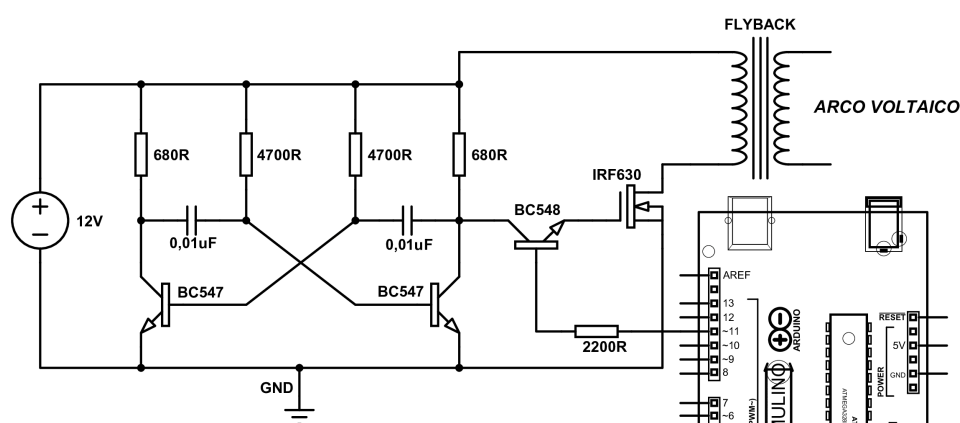 FLYBACK
ARCO VOLTAICO
680R
4700R
4700R
680R
IRF630
12V
0,01uF
0,01uF
BC548
BC547
BC547
2200R
GND
AREF
13
12
~11
~10
~9
8
7
~6
ARDUINO
RESET
5V
GND
POWER